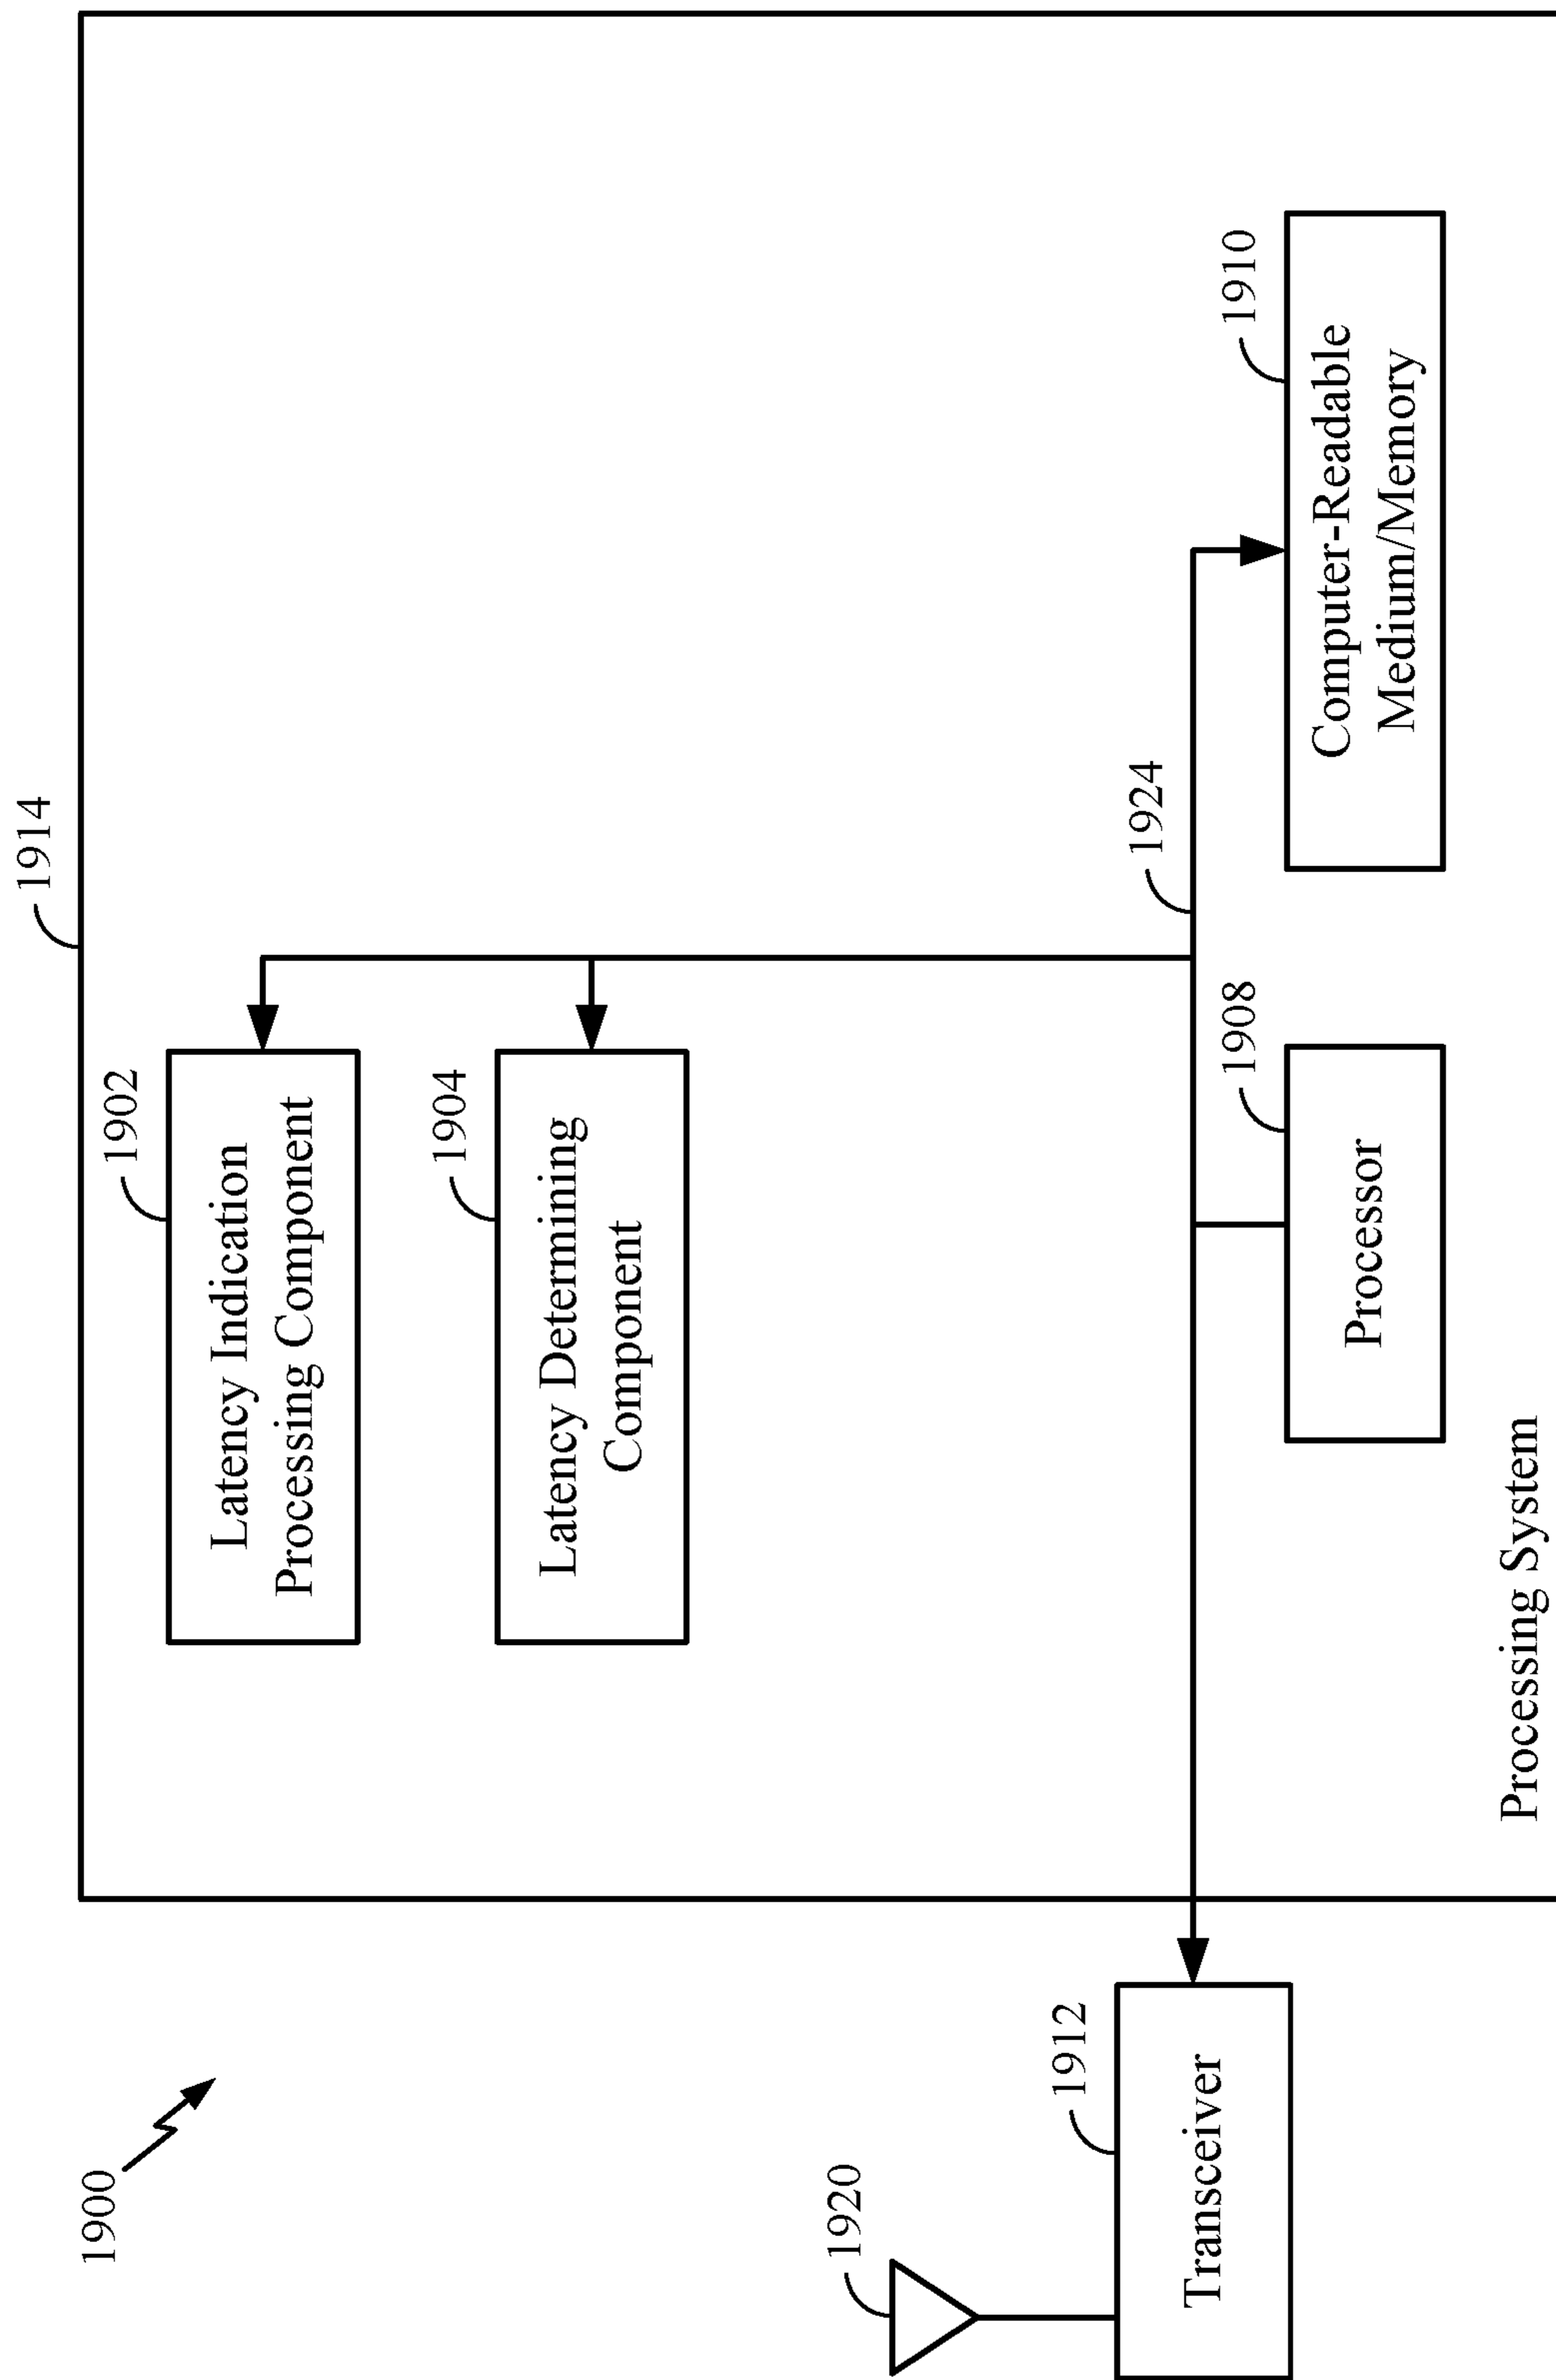 1900
1914
1902
Latency Indication
Processing Component
1904
Latency Determining
Component
1920
1912
Transceiver
1924
1908
Processor
1910
Computer-Readable
Medium/Memory
Processing System